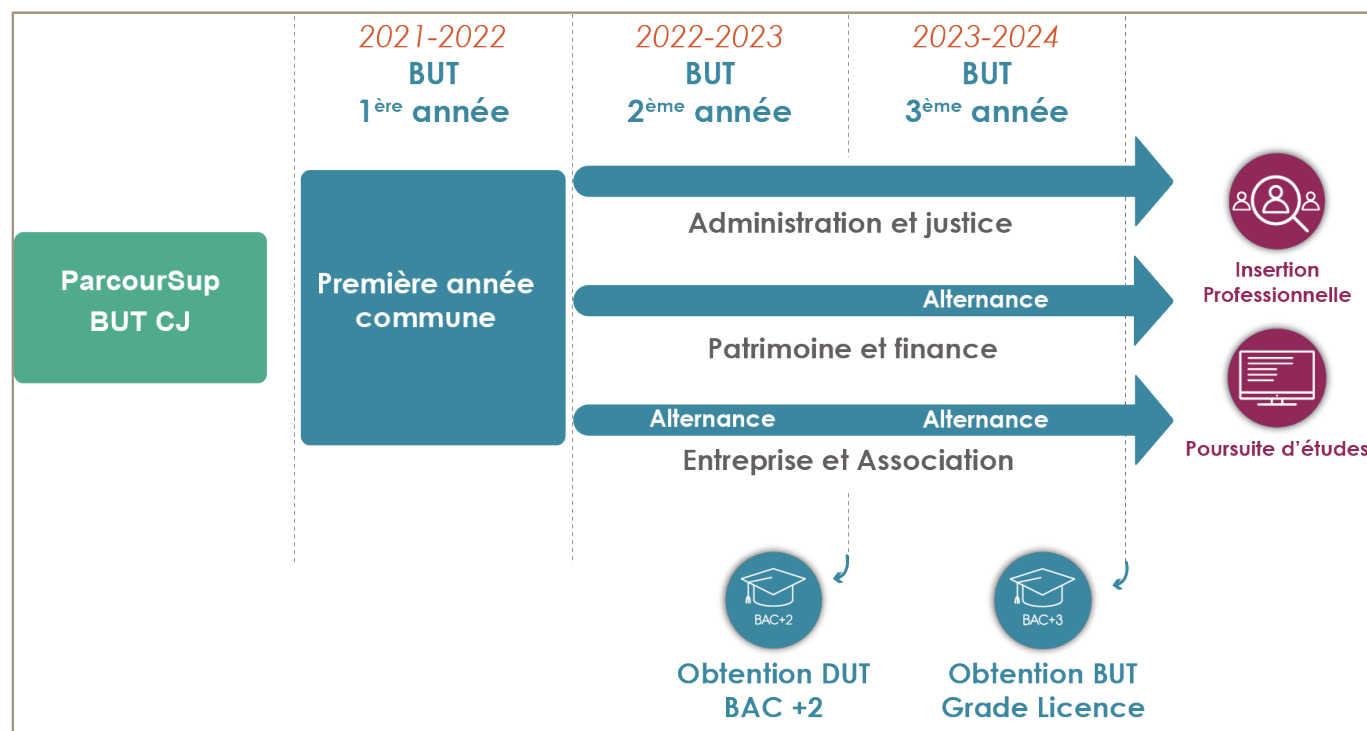 2021-2022
BUT
1ère année
2022-2023
BUT
2ème année
2023-2024
BUT
3ème année
ParcourSup
BUT CJ
Première année
commune
Administration et justice
Alternance
Patrimoine et finance
Alternance
Alternance
Entreprise et Association
Insertion
Professionnelle
Poursuite d'études
BAC+2
Obtention DUT
BAC +2
BAC+3
Obtention BUT
Grade Licence